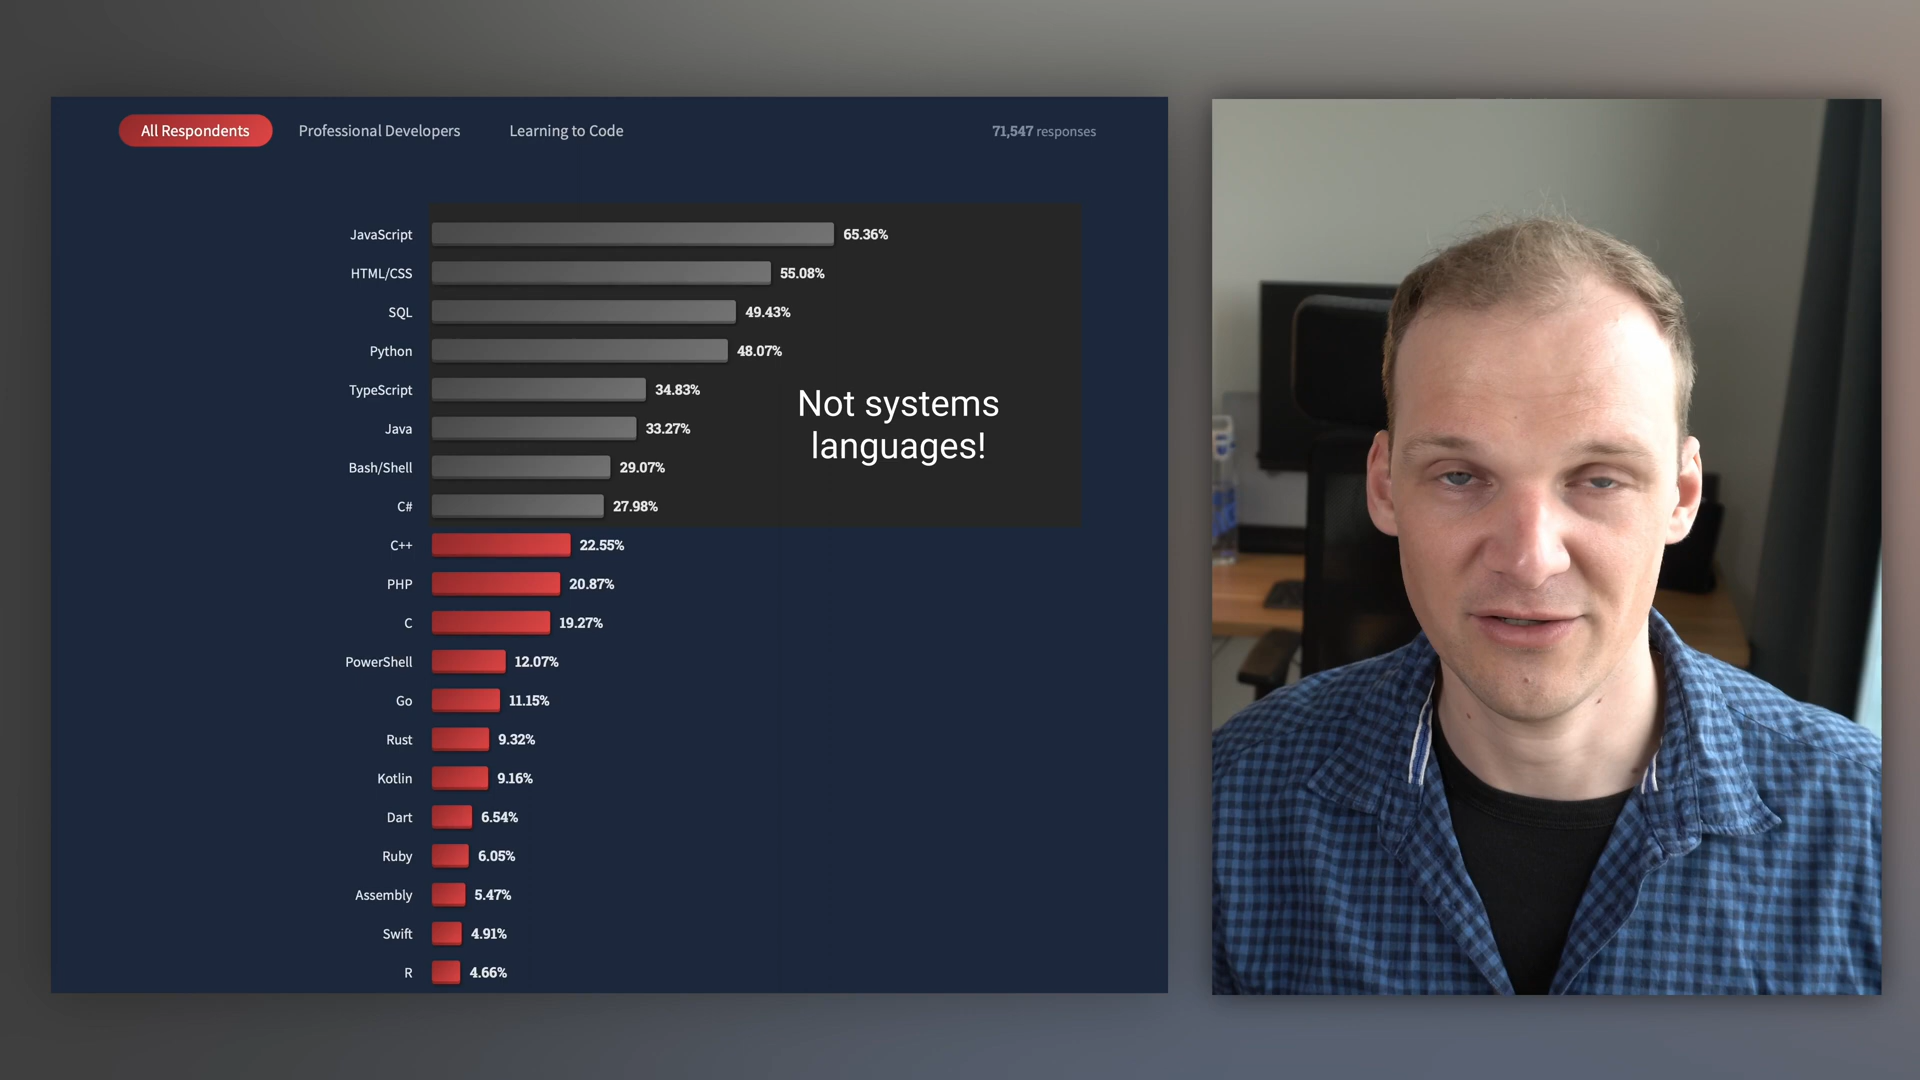 All Respondents
Professional Developers
Learning to Code
71,547 responses
JavaScript 65.36%
HTML/CSS 55.08%
SQL 49.43%
Python 48.07%
TypeScript 34.83%
Java 33.27%
Bash/Shell 29.07%
C# 27.98%
Not systems
languages!
C++ 22.55%
PHP 20.87%
C 19.27%
PowerShell 12.07%
Go 11.15%
Rust 9.32%
Kotlin 9.16%
Dart 6.54%
Ruby 6.05%
Assembly 5.47%
Swift 4.91%
R 4.66%